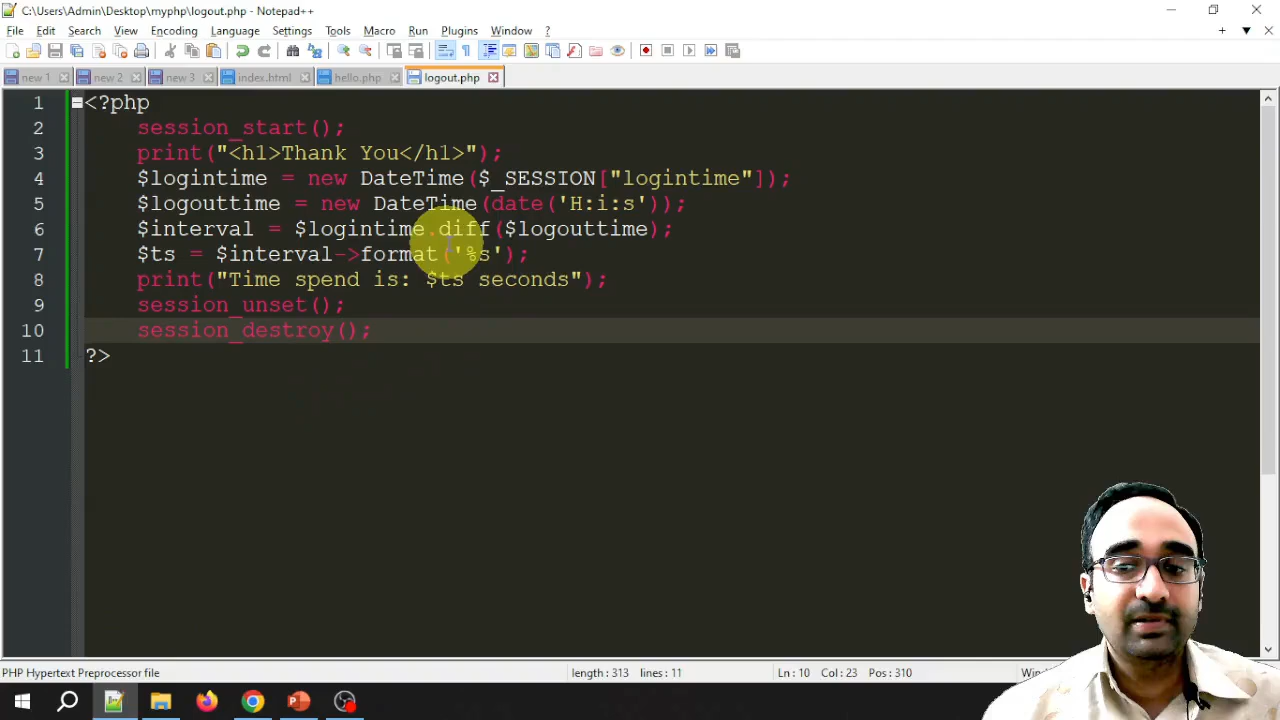 C:\Users\Admin\Desktop\myphp\logout.php - Notepad++
File Edit Search View Encoding Language Settings Tools Macro Run Plugins Window ?
new 1 new 2 new 3 index.html hello.php logout.php
1 <?php
2 session_start();
3 print("<h1>Thank You</h1>");
4 $logintime = new DateTime($_SESSION["logintime"]);
5 $logouttime = new DateTime(date('H:i:s'));
6 $interval = $logintime.diff($logouttime);
7 $ts = $interval->format('%s');
8 print("Time spend is: $ts seconds");
9 session_unset();
10 session_destroy();
11 ?>
PHP Hypertext Preprocessor file length : 313 lines : 11 Ln : 10 Col : 23 Pos : 310